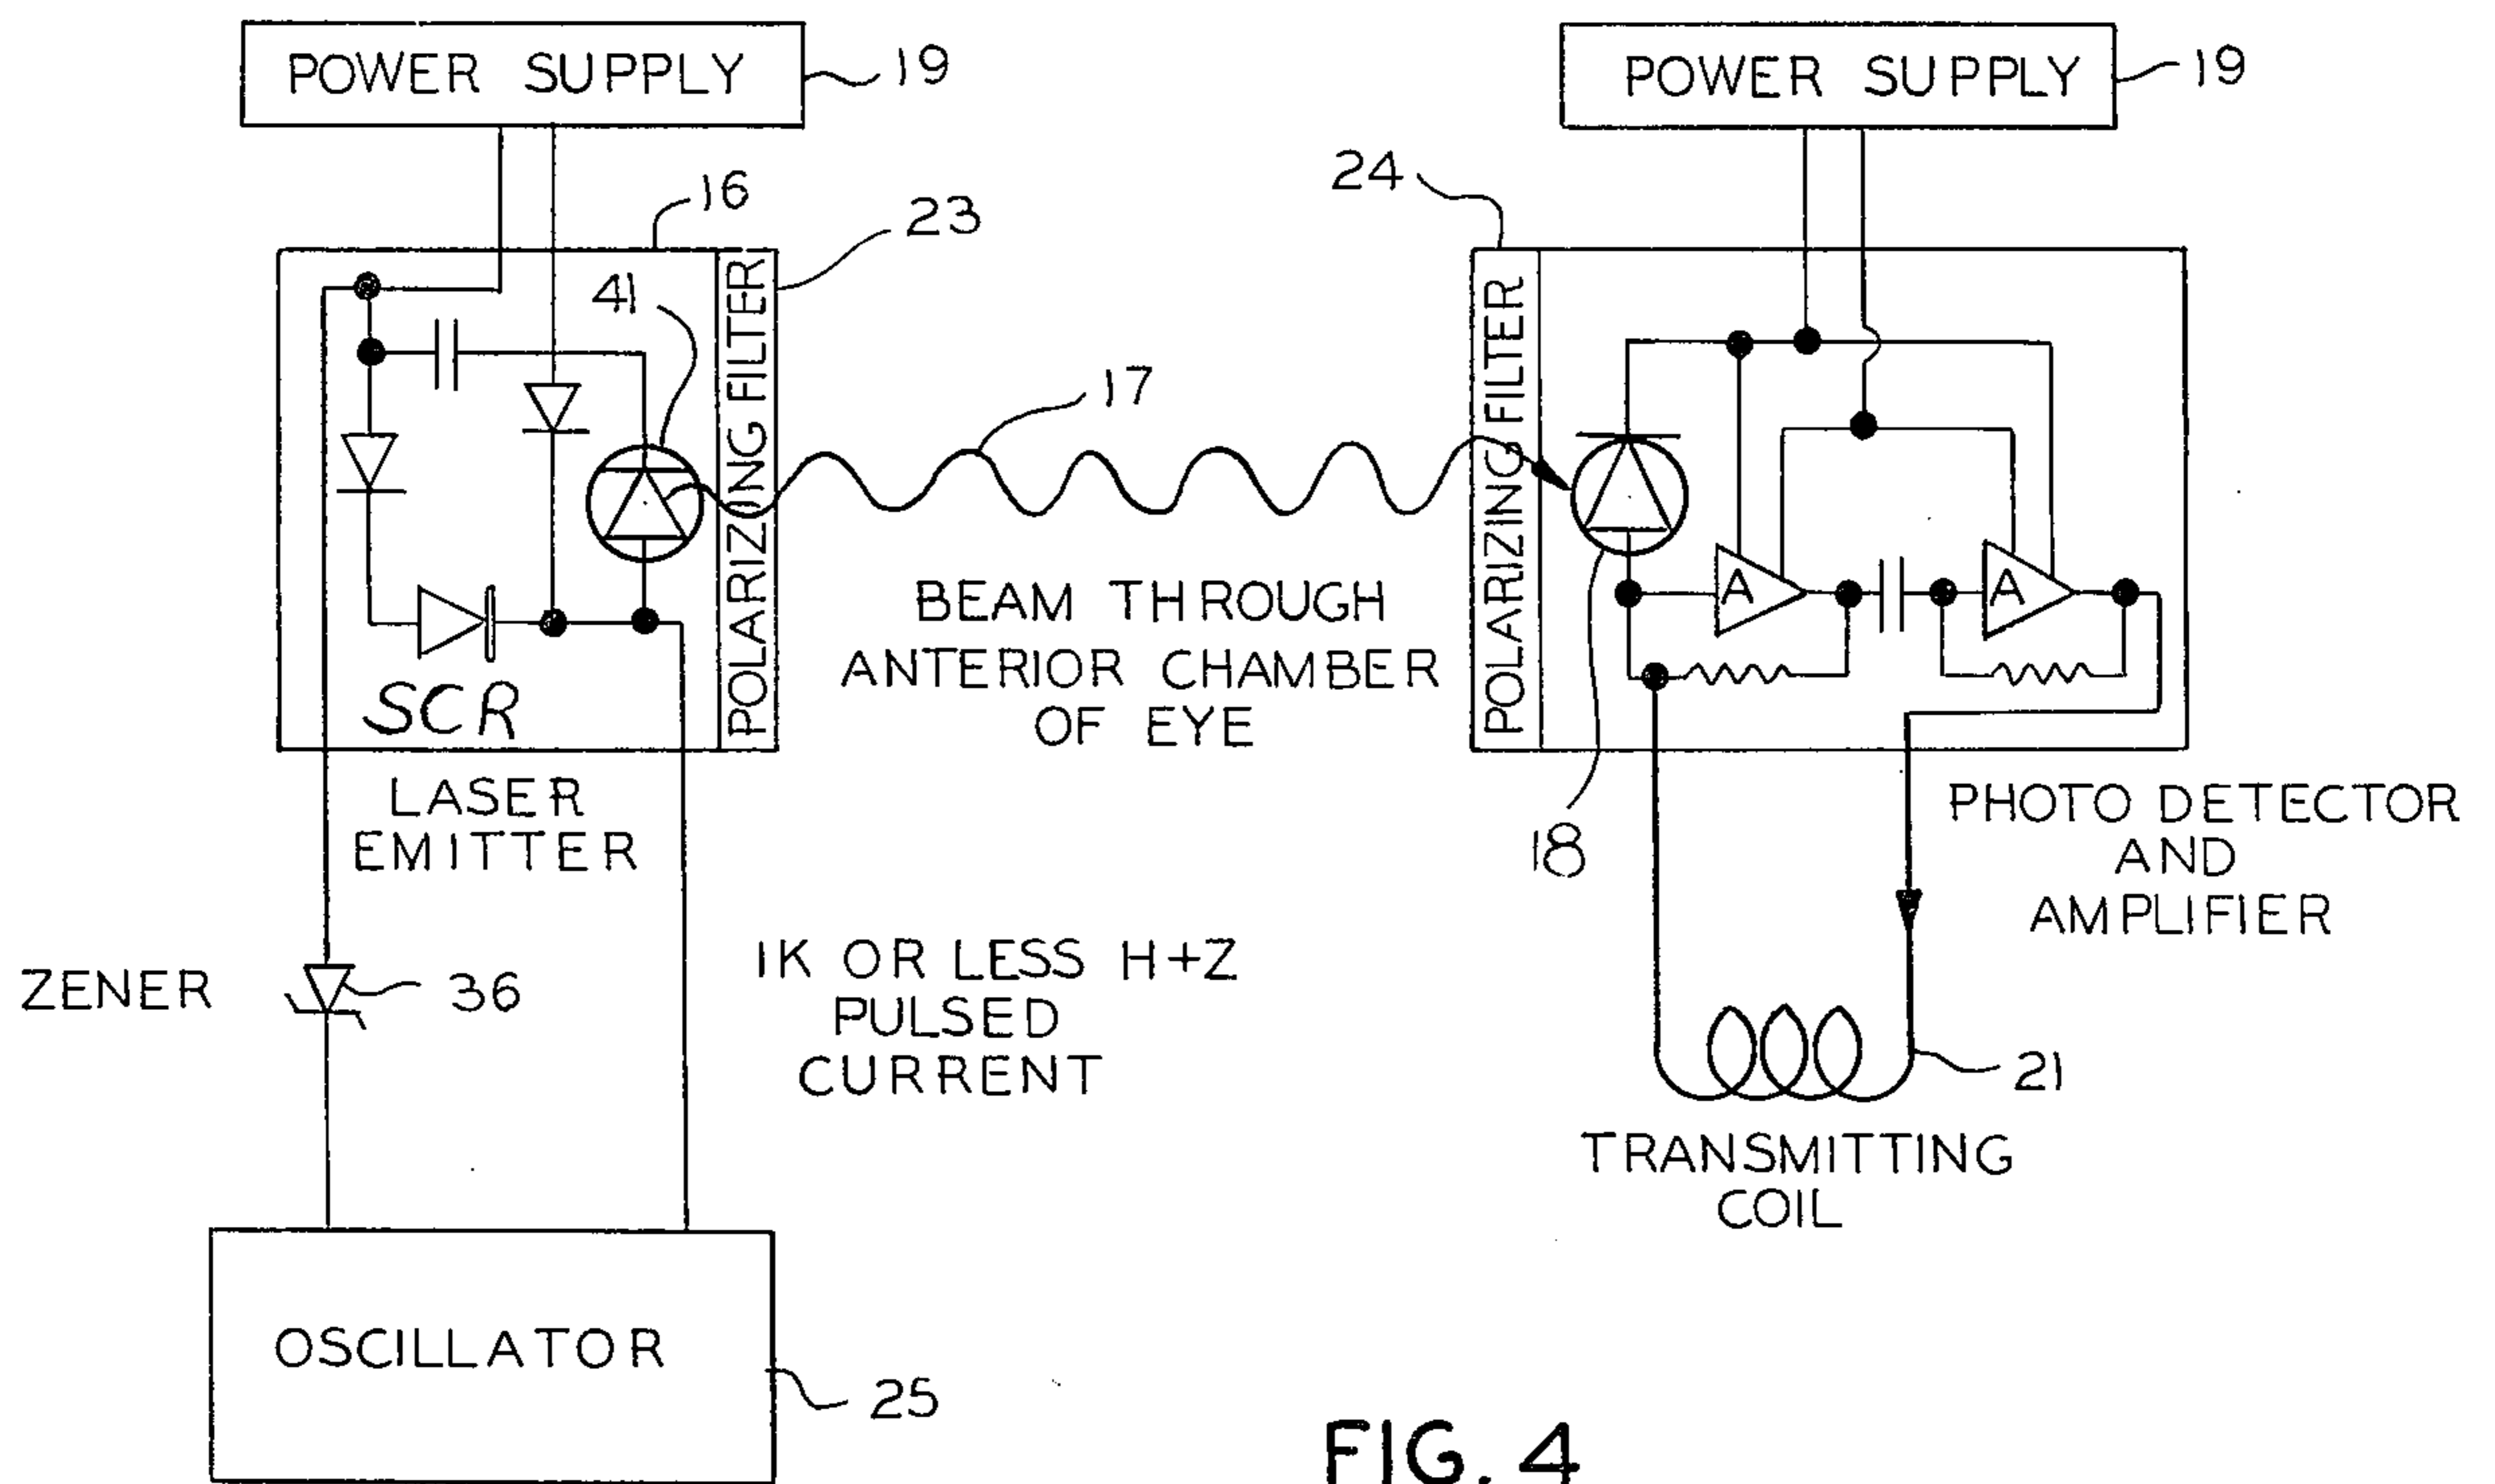 POWER SUPPLY
19
POWER SUPPLY
19
16
23
24
41
POLARIZING FILTER
17
POLARIZING FILTER
BEAM THROUGH
ANTERIOR CHAMBER
OF EYE
A
A
SCR
LASER
EMITTER
18
PHOTO DETECTOR
AND
AMPLIFIER
ZENER
36
1K OR LESS H+Z
PULSED
CURRENT
21
TRANSMITTING
COIL
OSCILLATOR
25
FIG. 4